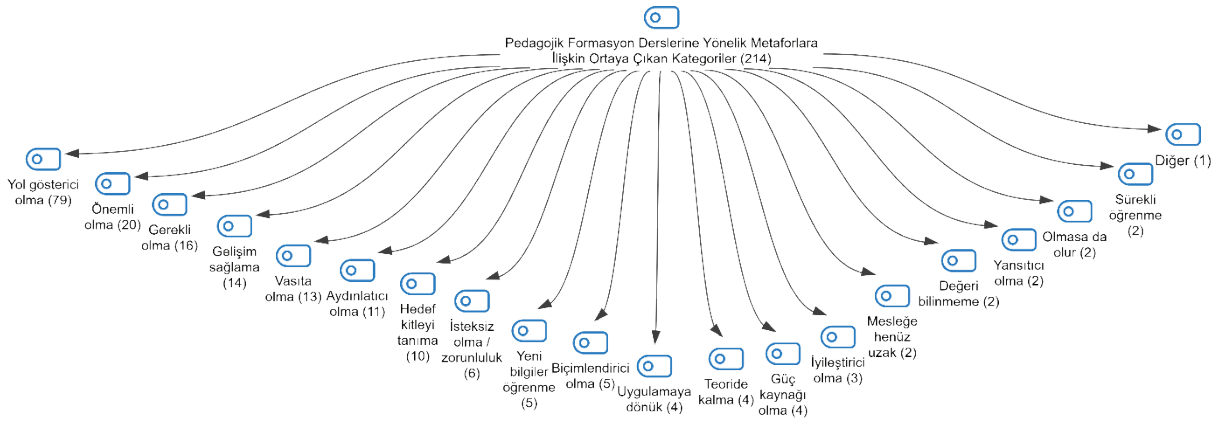 Pedagojik Formasyon Derslerine Yönelik Metaforlara
İlişkin Ortaya Çıkan Kategoriler (214)
Yol gösterici
olma (79)
Önemli
olma (20)
Gerekli
olma (16)
Gelişim
sağlama
(14)
Vasıta
olma (13)
Aydınlatıcı
olma (11)
Hedef
kitleyi
tanıma
(10)
İsteksiz
olma /
zorunluluk
(6)
Yeni
bilgiler
öğrenme
(5)
Biçimlendirici
olma (5)
Uygulamaya
dönük (4)
Teoride
kalma (4)
Güç
kaynağı
olma (4)
İyileştirici
olma (3)
Mesleğe
henüz
uzak (2)
Değeri
bilinmeme (2)
Yansıtıcı
olma (2)
Olmasa da
olur (2)
Sürekli
öğrenme
(2)
Diğer (1)